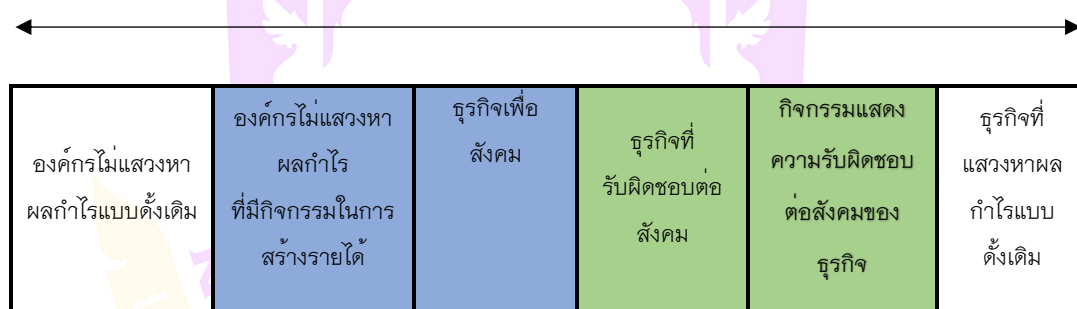 องค์กรไม่แสวงหา
ผลกำไรแบบดั้งเดิม
องค์กรไม่แสวงหา
ผลกำไร
ที่มีกิจกรรมในการ
สร้างรายได้
ธุรกิจเพื่อ
สังคม
ธุรกิจที่
รับผิดชอบต่อ
สังคม
กิจกรรมแสดง
ความรับผิดชอบ
ต่อสังคมของ
ธุรกิจ
ธุรกิจที่
แสวงหาผล
กำไรแบบ
ดั้งเดิม